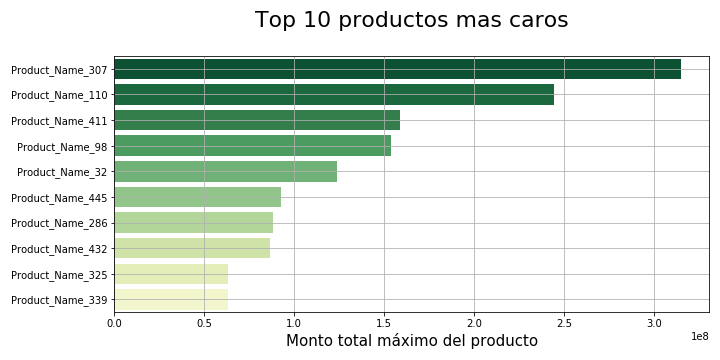 Top 10 productos mas caros
Product_Name_307
Product_Name_110
Product_Name_411
Product_Name_98
Product_Name_32
Product_Name_445
Product_Name_286
Product_Name_432
Product_Name_325
Product_Name_339
0.0 0.5 1.0 1.5 2.0 2.5 3.0
1e8
Monto total máximo del producto